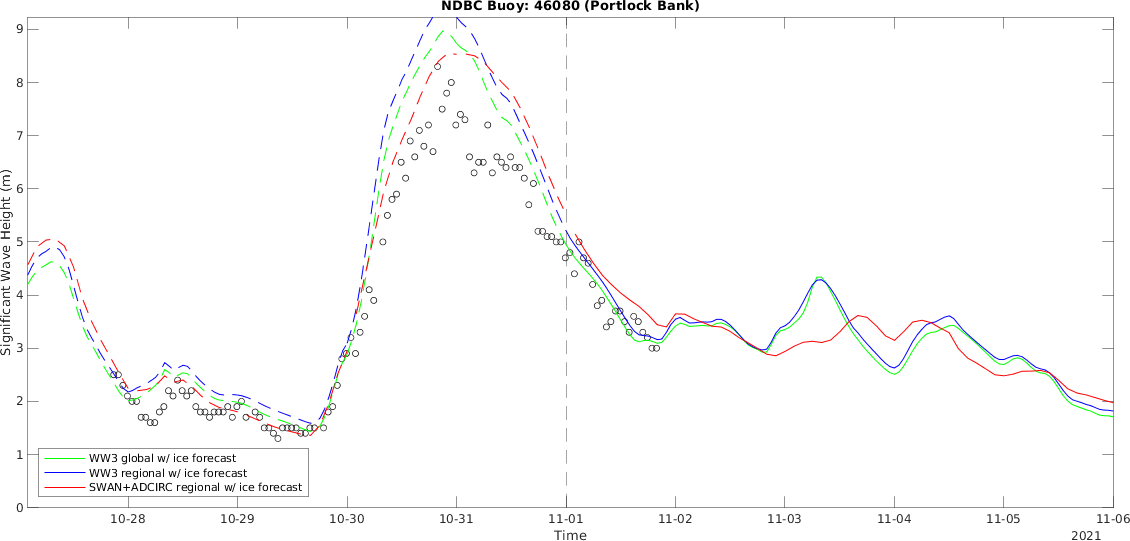 NDBC Buoy: 46080 (Portlock Bank)
Significant Wave Height (m)
9
8
7
6
5
4
3
2
1
0
WW3 global w/ ice forecast
WW3 regional w/ ice forecast
SWAN+ADCIRC regional w/ ice forecast
10-28 10-29 10-30 10-31 11-01 11-02 11-03 11-04 11-05 11-06
Time
2021